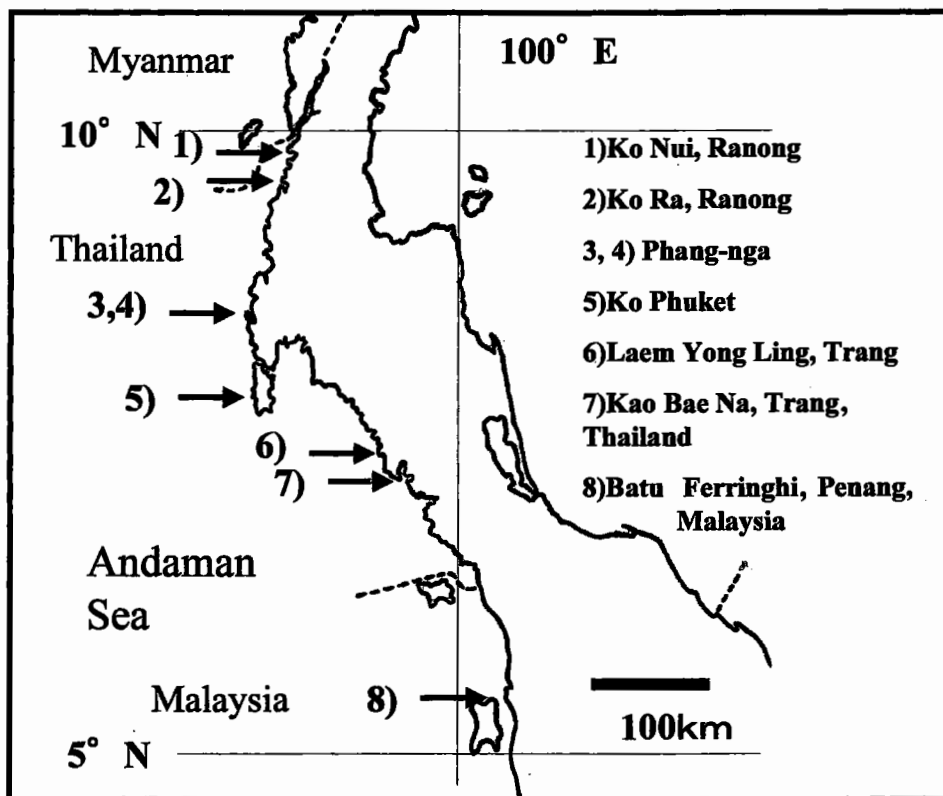 Myanmar
100° E
10° N
1)
2)
Thailand
3,4)
5)
6)
7)
Andaman
Sea
Malaysia
8)
5° N
1)Ko Nui, Ranong
2)Ko Ra, Ranong
3, 4) Phang-nga
5)Ko Phuket
6)Laem Yong Ling, Trang
7)Kao Bae Na, Trang,
Thailand
8)Batu Ferringhi, Penang,
Malaysia
100km